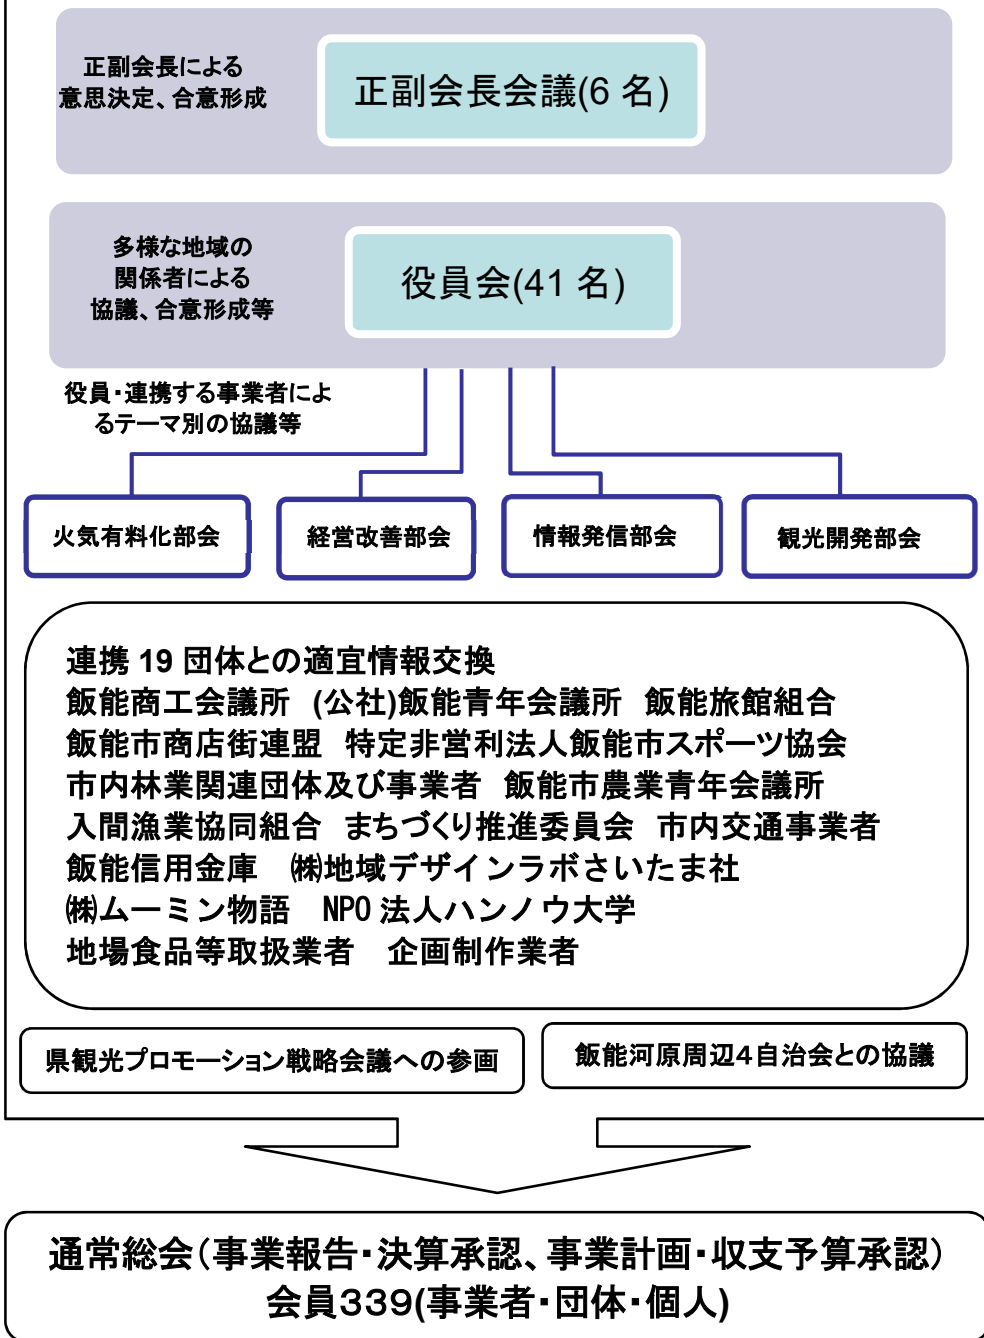 正副会長による
意思決定、合意形成
正副会長会議(6 名)
多様な地域の
関係者による
協議、合意形成等
役員会(41 名)
役員・連携する事業者によ
るテーマ別の協議等
火気有料化部会
経営改善部会
情報発信部会
観光開発部会
連携 19 団体との適宜情報交換
飯能商工会議所 (公社)飯能青年会議所 飯能旅館組合
飯能市商店街連盟 特定非営利法人飯能市スポーツ協会
市内林業関連団体及び事業者 飯能市農業青年会議所
入間漁業協同組合 まちづくり推進委員会 市内交通事業者
飯能信用金庫 ㈱地域デザインラボさいたま社
㈱ムーミン物語 NPO 法人ハンノウ大学
地場食品等取扱業者 企画制作業者
県観光プロモーション戦略会議への参画
飯能河原周辺4自治会との協議
通常総会(事業報告・決算承認、事業計画・収支予算承認)
会員339(事業者・団体・個人)